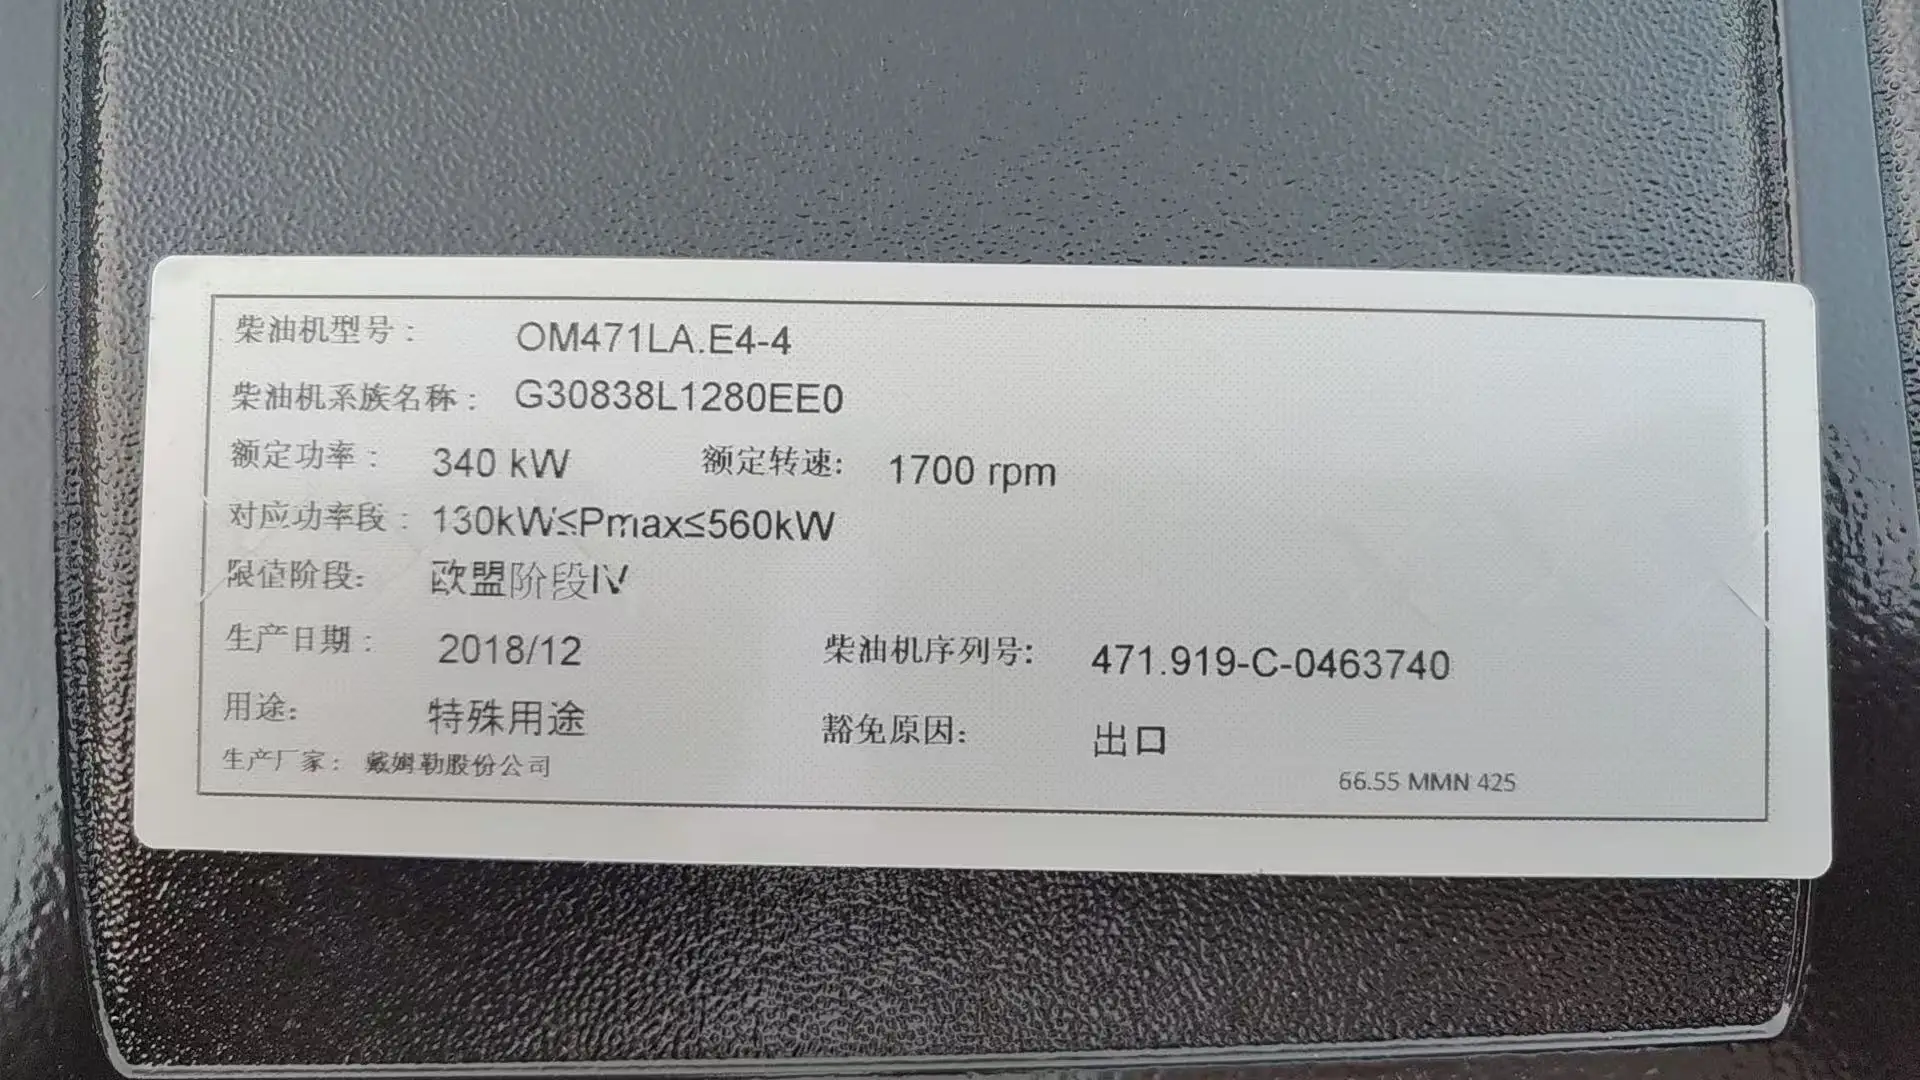 柴油机型号： OM471LA.E4-4
柴油机系族名称： G30838L1280EE0
额定功率： 340 kW 额定转速: 1700 rpm
对应功率段： 130kW≤Pmax≤560kW
限值阶段: 欧盟阶段IV
生产日期： 2018/12 柴油机序列号: 471.919-C-0463740
用途: 特殊用途 豁免原因: 出口
生产厂家： 戴姆勒股份公司
66.55 MMN 425